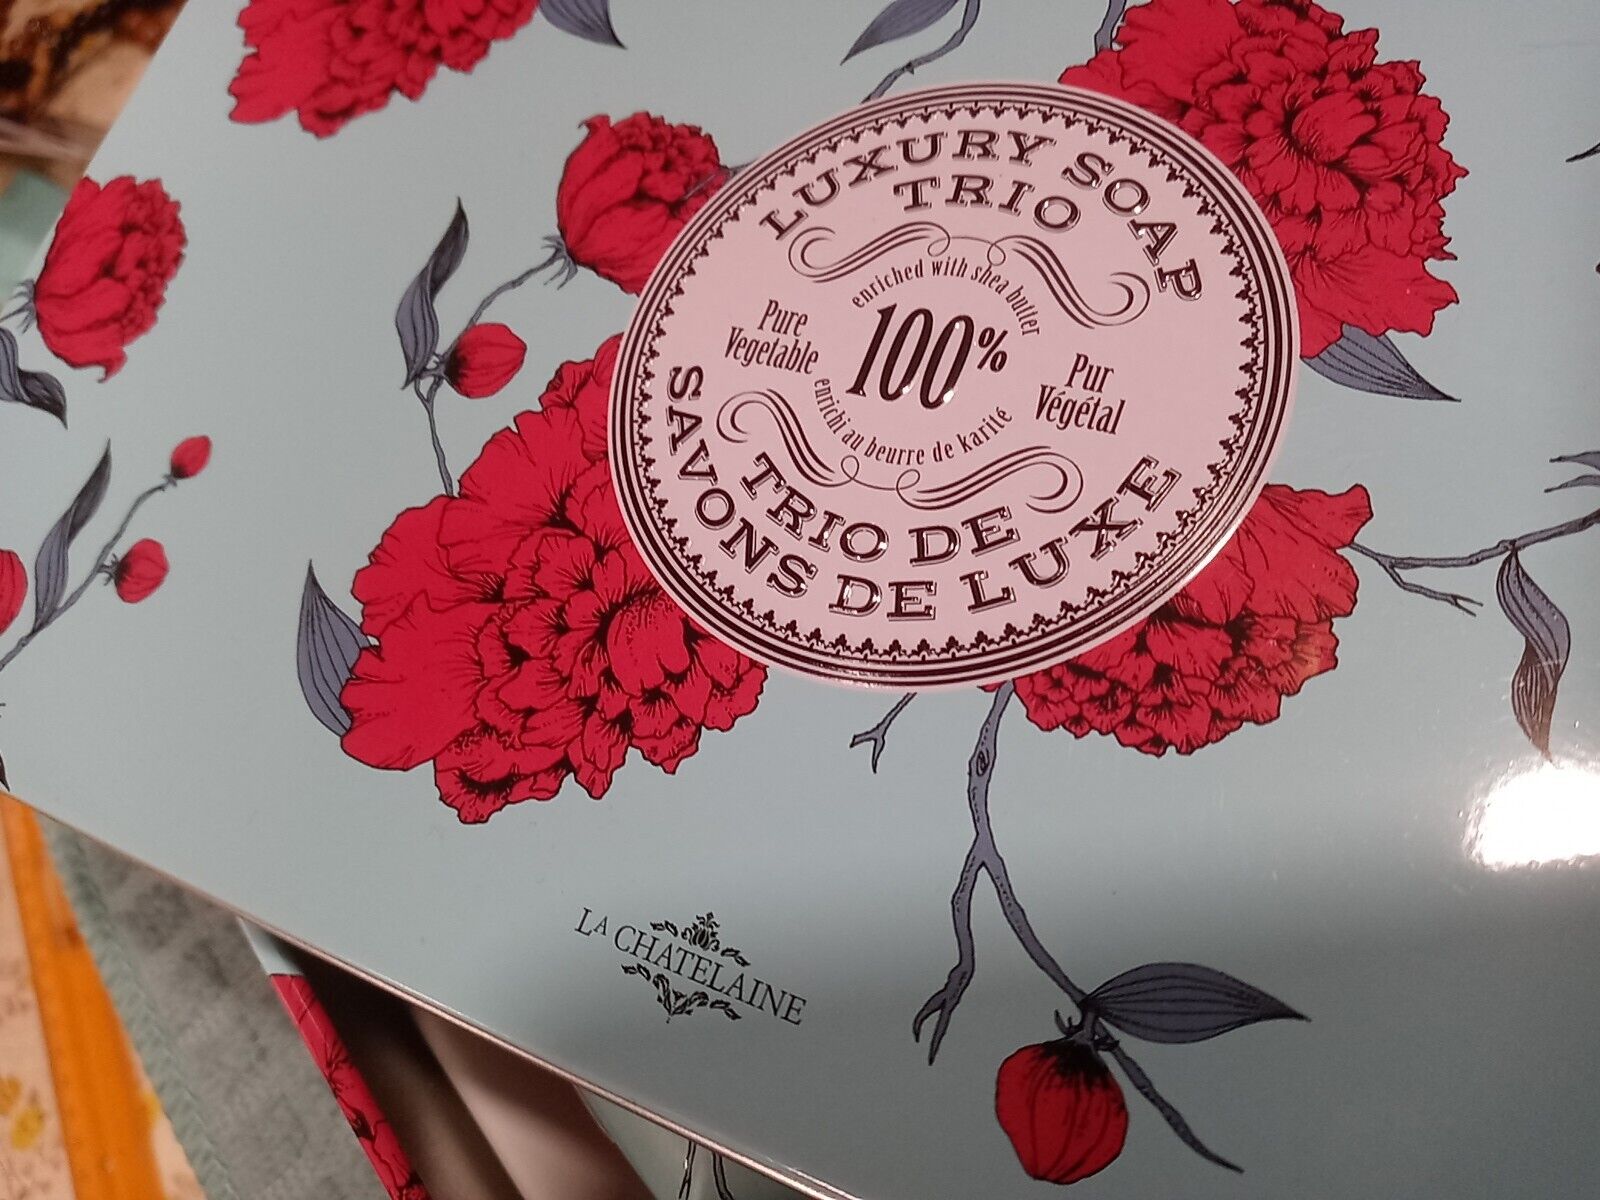 LUXURY SOAP
TRIO
enriched with shea butter
Pure
Vegetable
100%
Pur
Végétal
enrichi au beurre de karité
TRIO DE
SAVONS DE LUXE
LA CHATELAINE